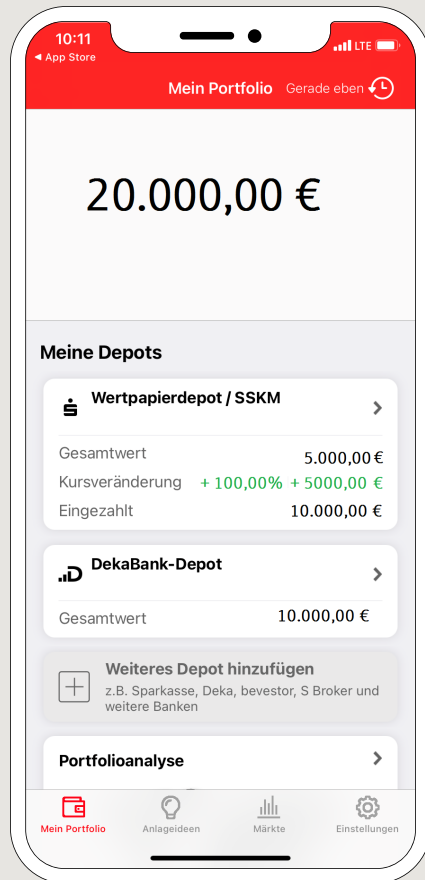 10:11
LTE
◀ App Store
Mein Portfolio Gerade eben
20.000,00 €
Meine Depots
Wertpapierdepot / SSKM
Gesamtwert 5.000,00 €
Kursveränderung + 100,00% + 5000,00 €
Eingezahlt 10.000,00 €
DekaBank-Depot
Gesamtwert 10.000,00 €
Weiteres Depot hinzufügen
z.B. Sparkasse, Deka, bevestor, S Broker und
weitere Banken
Portfolioanalyse
Mein Portfolio Anlageideen Märkte Einstellungen